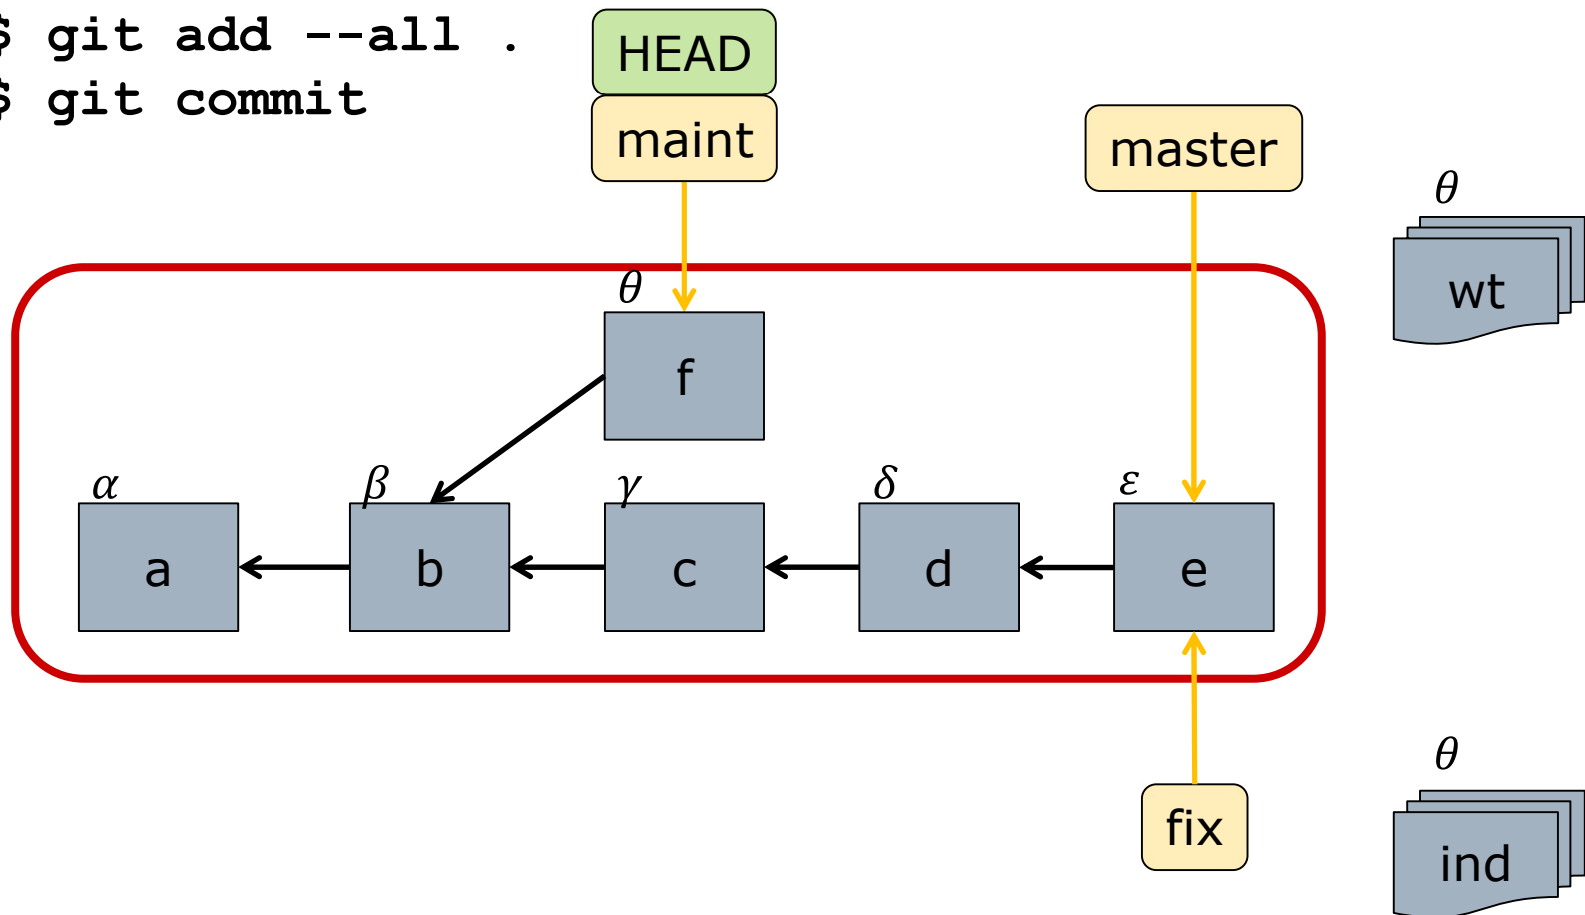 $ git add --all .
$ git commit
HEAD
maint
master
θ
wt
θ
f
α
β
γ
δ
ε
a
b
c
d
e
fix
θ
ind